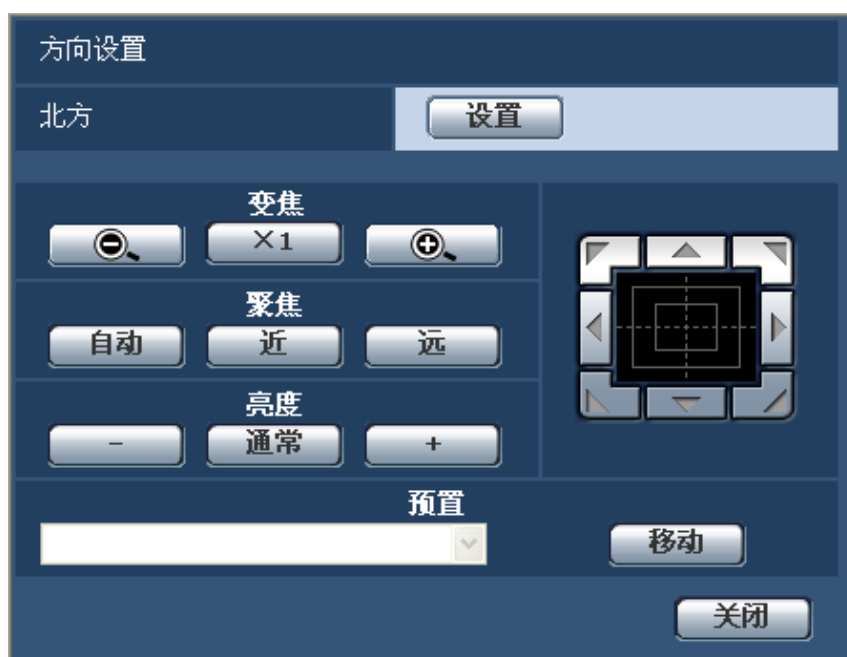 方向设置
北方 设置
变焦
×1
聚焦
自动 近 远
亮度
- 通常 +
预置
移动
关闭